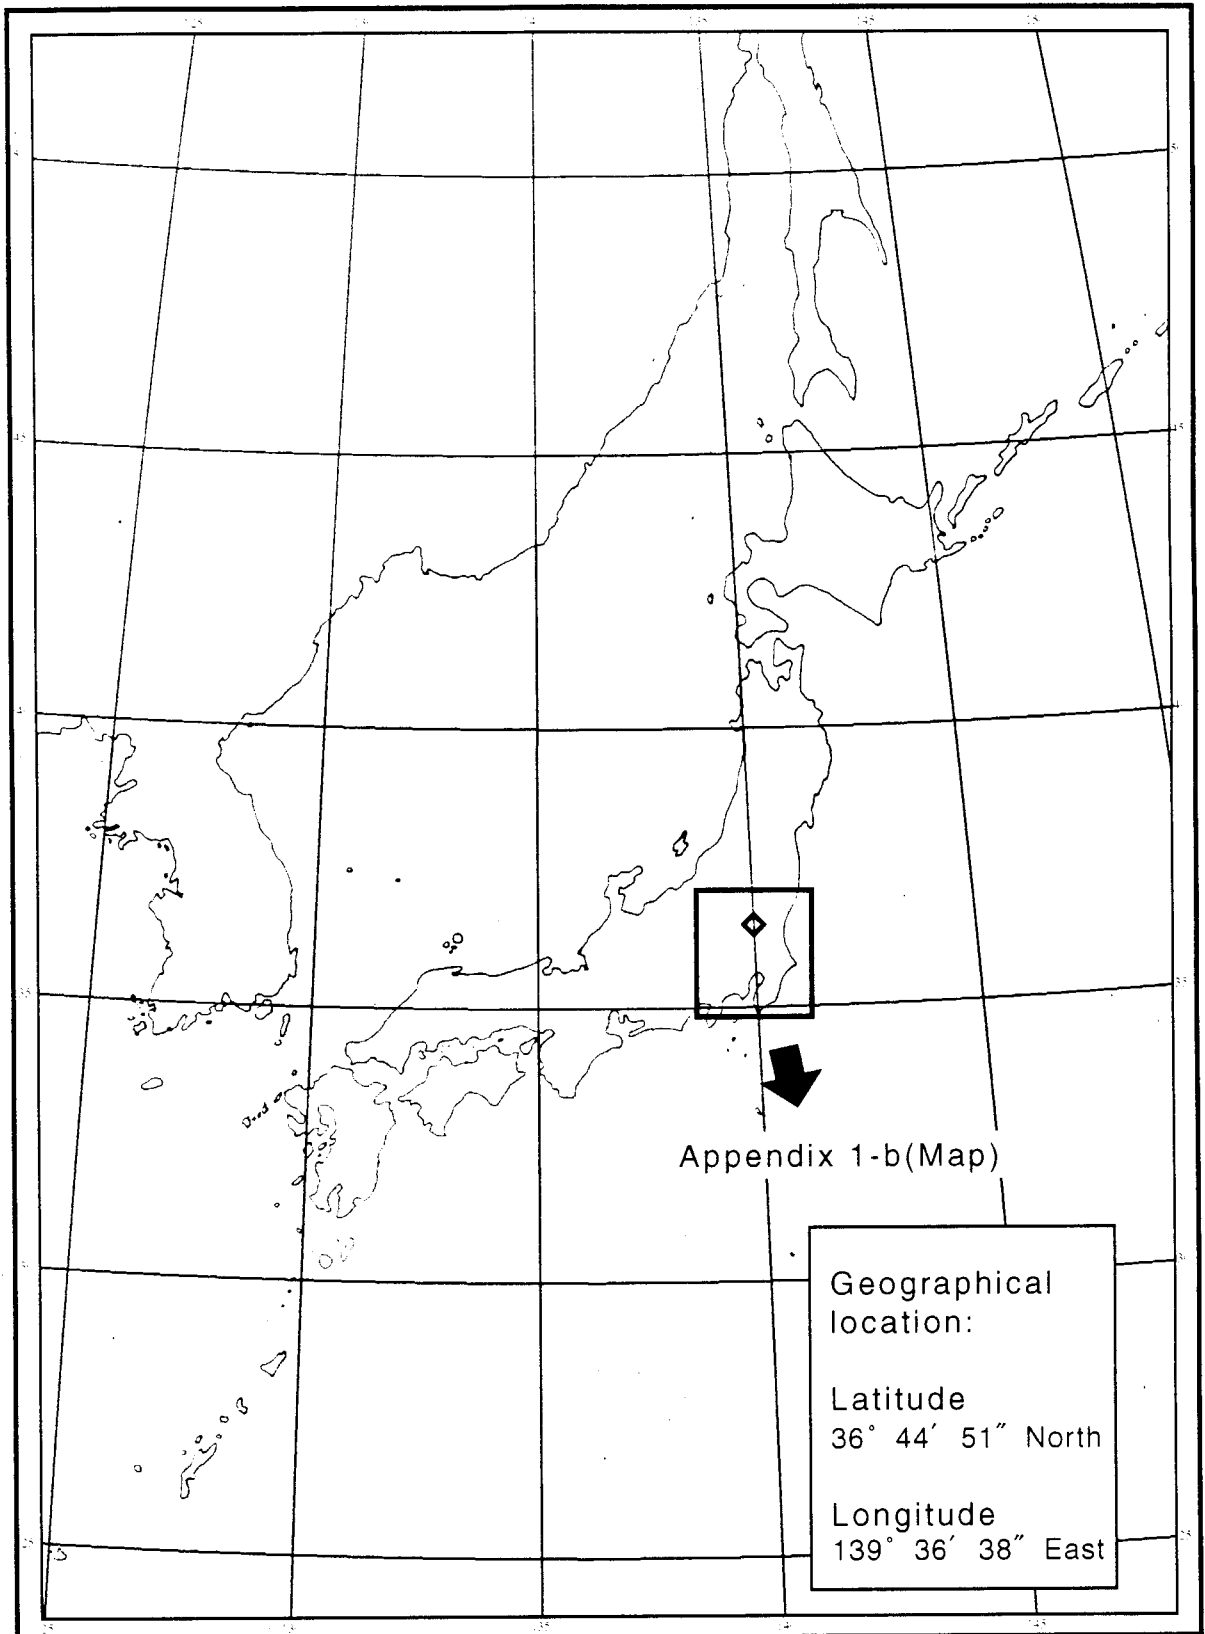 Appendix 1-b(Map)
Geographical
location:
Latitude
36° 44′ 51″ North
Longitude
139° 36′ 38″ East